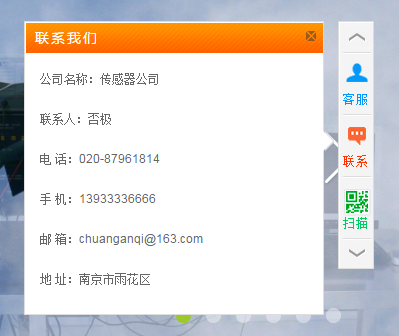 联系我们
公司名称：传感器公司
联系人：否极
电 话：020-87961814
手 机：13933336666
邮 箱：chuanganqi@163.com
地 址：南京市雨花区
客服
联系
扫描